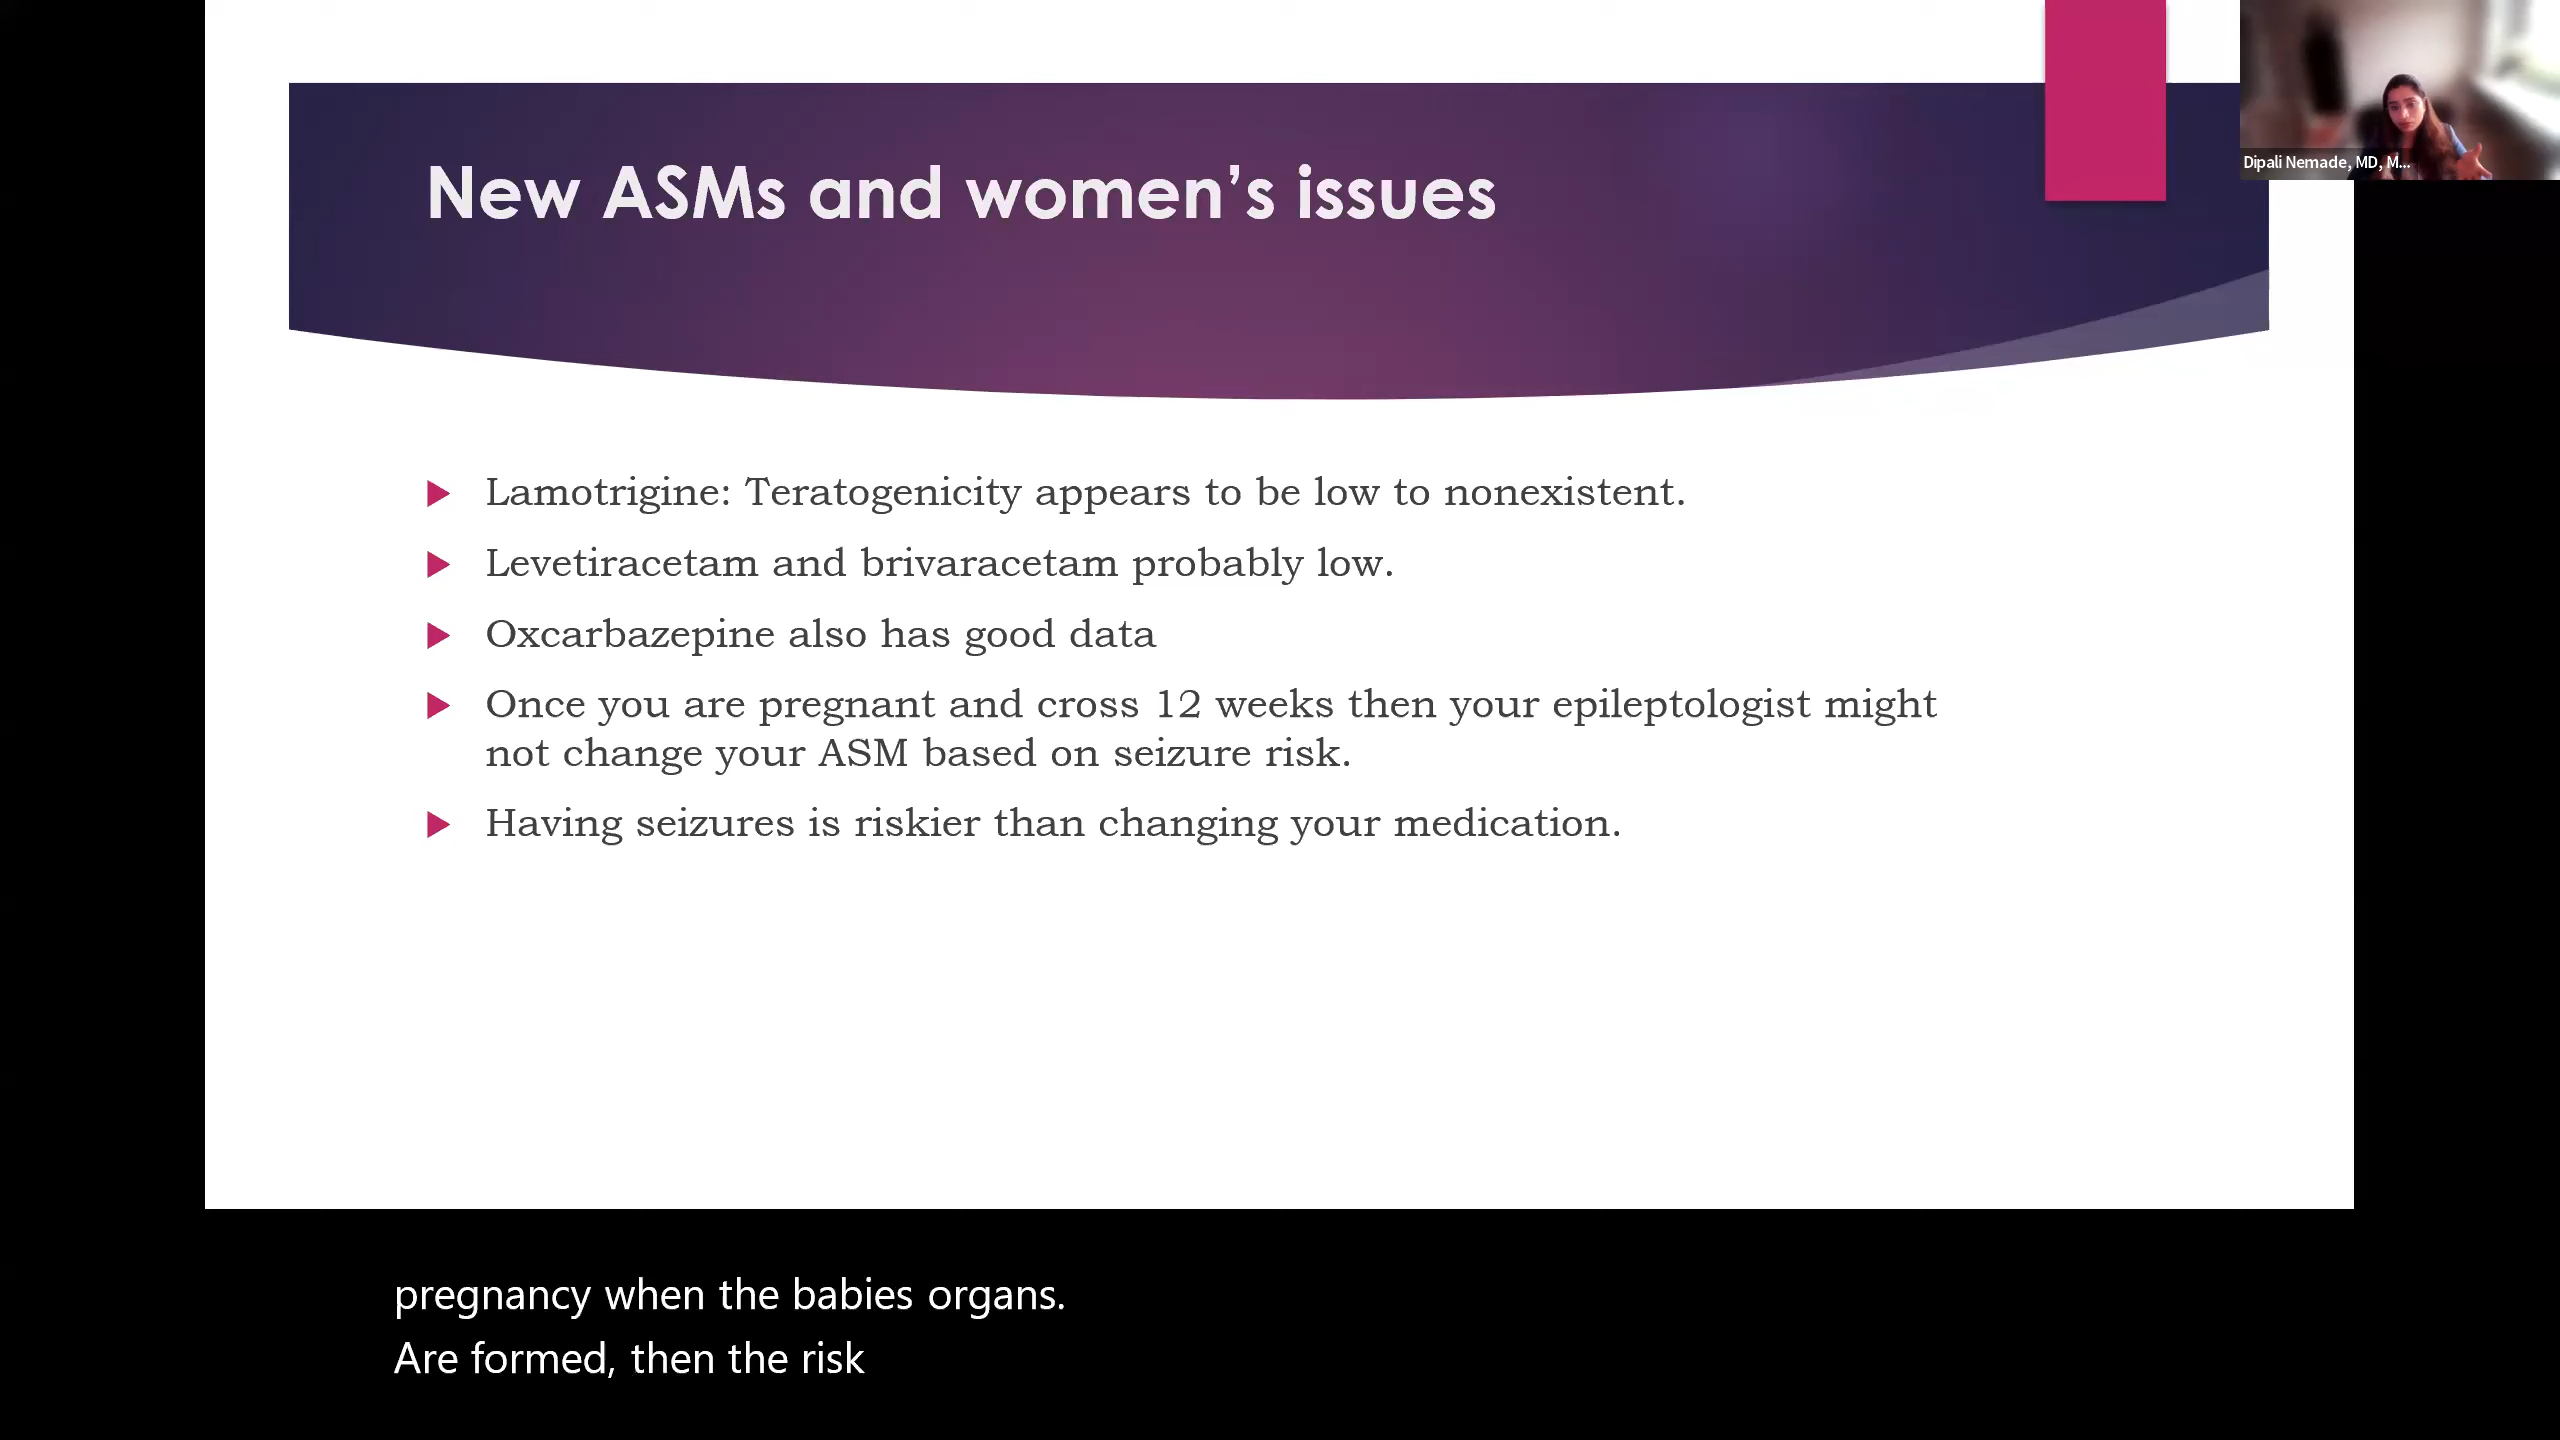 New ASMs and women’s issues
Dipali Nemade, MD, M...
Lamotrigine: Teratogenicity appears to be low to nonexistent.
Levetiracetam and brivaracetam probably low.
Oxcarbazepine also has good data
Once you are pregnant and cross 12 weeks then your epileptologist might
not change your ASM based on seizure risk.
Having seizures is riskier than changing your medication.
pregnancy when the babies organs.
Are formed, then the risk